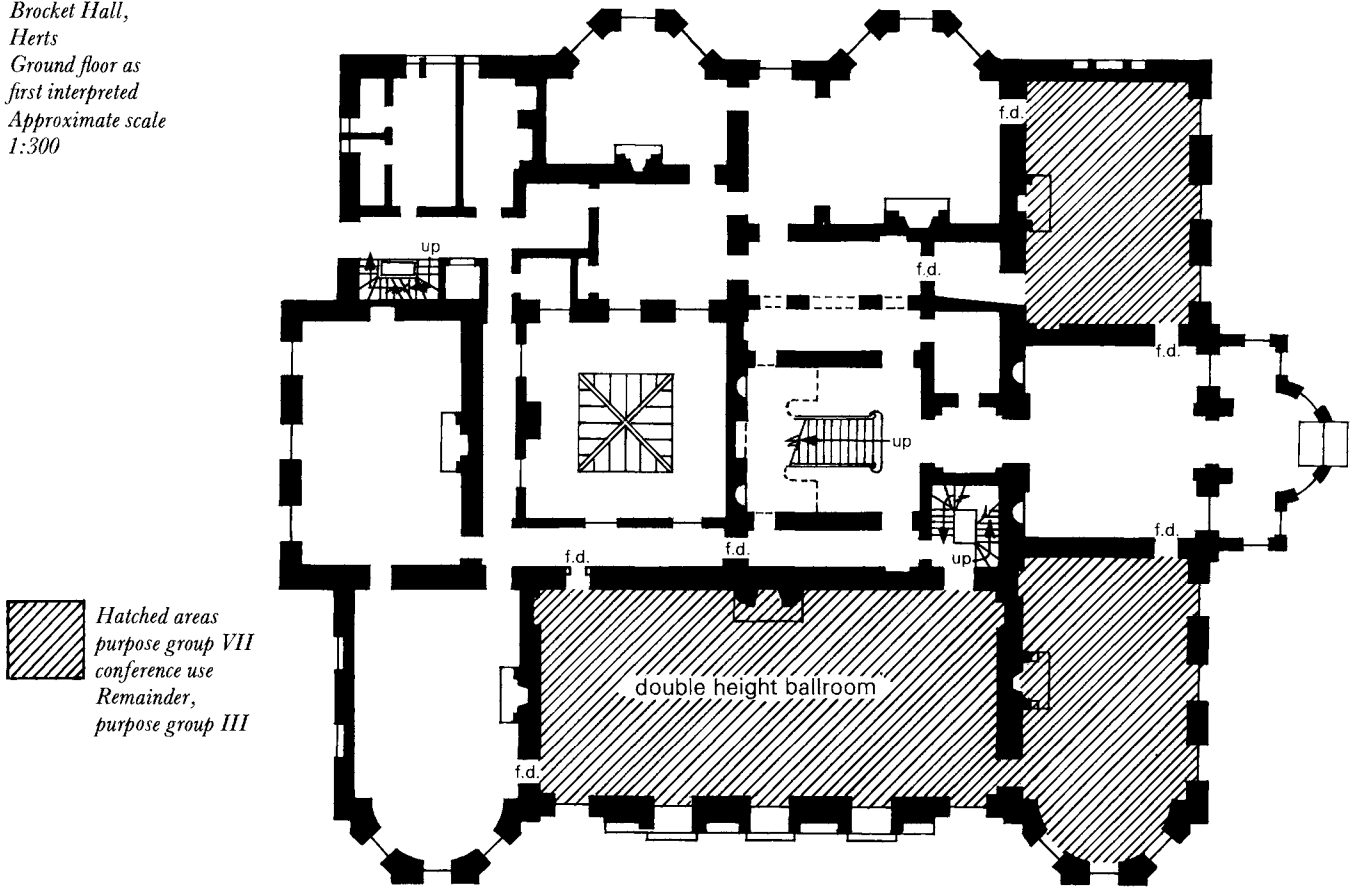 Brocket Hall,
Herts
Ground floor as
first interpreted
Approximate scale
1:300
f.d.
up
f.d.
f.d.
up
f.d.
f.d.
f.d.
up
Hatched areas
purpose group VII
conference use
Remainder,
purpose group III
double height ballroom
f.d.